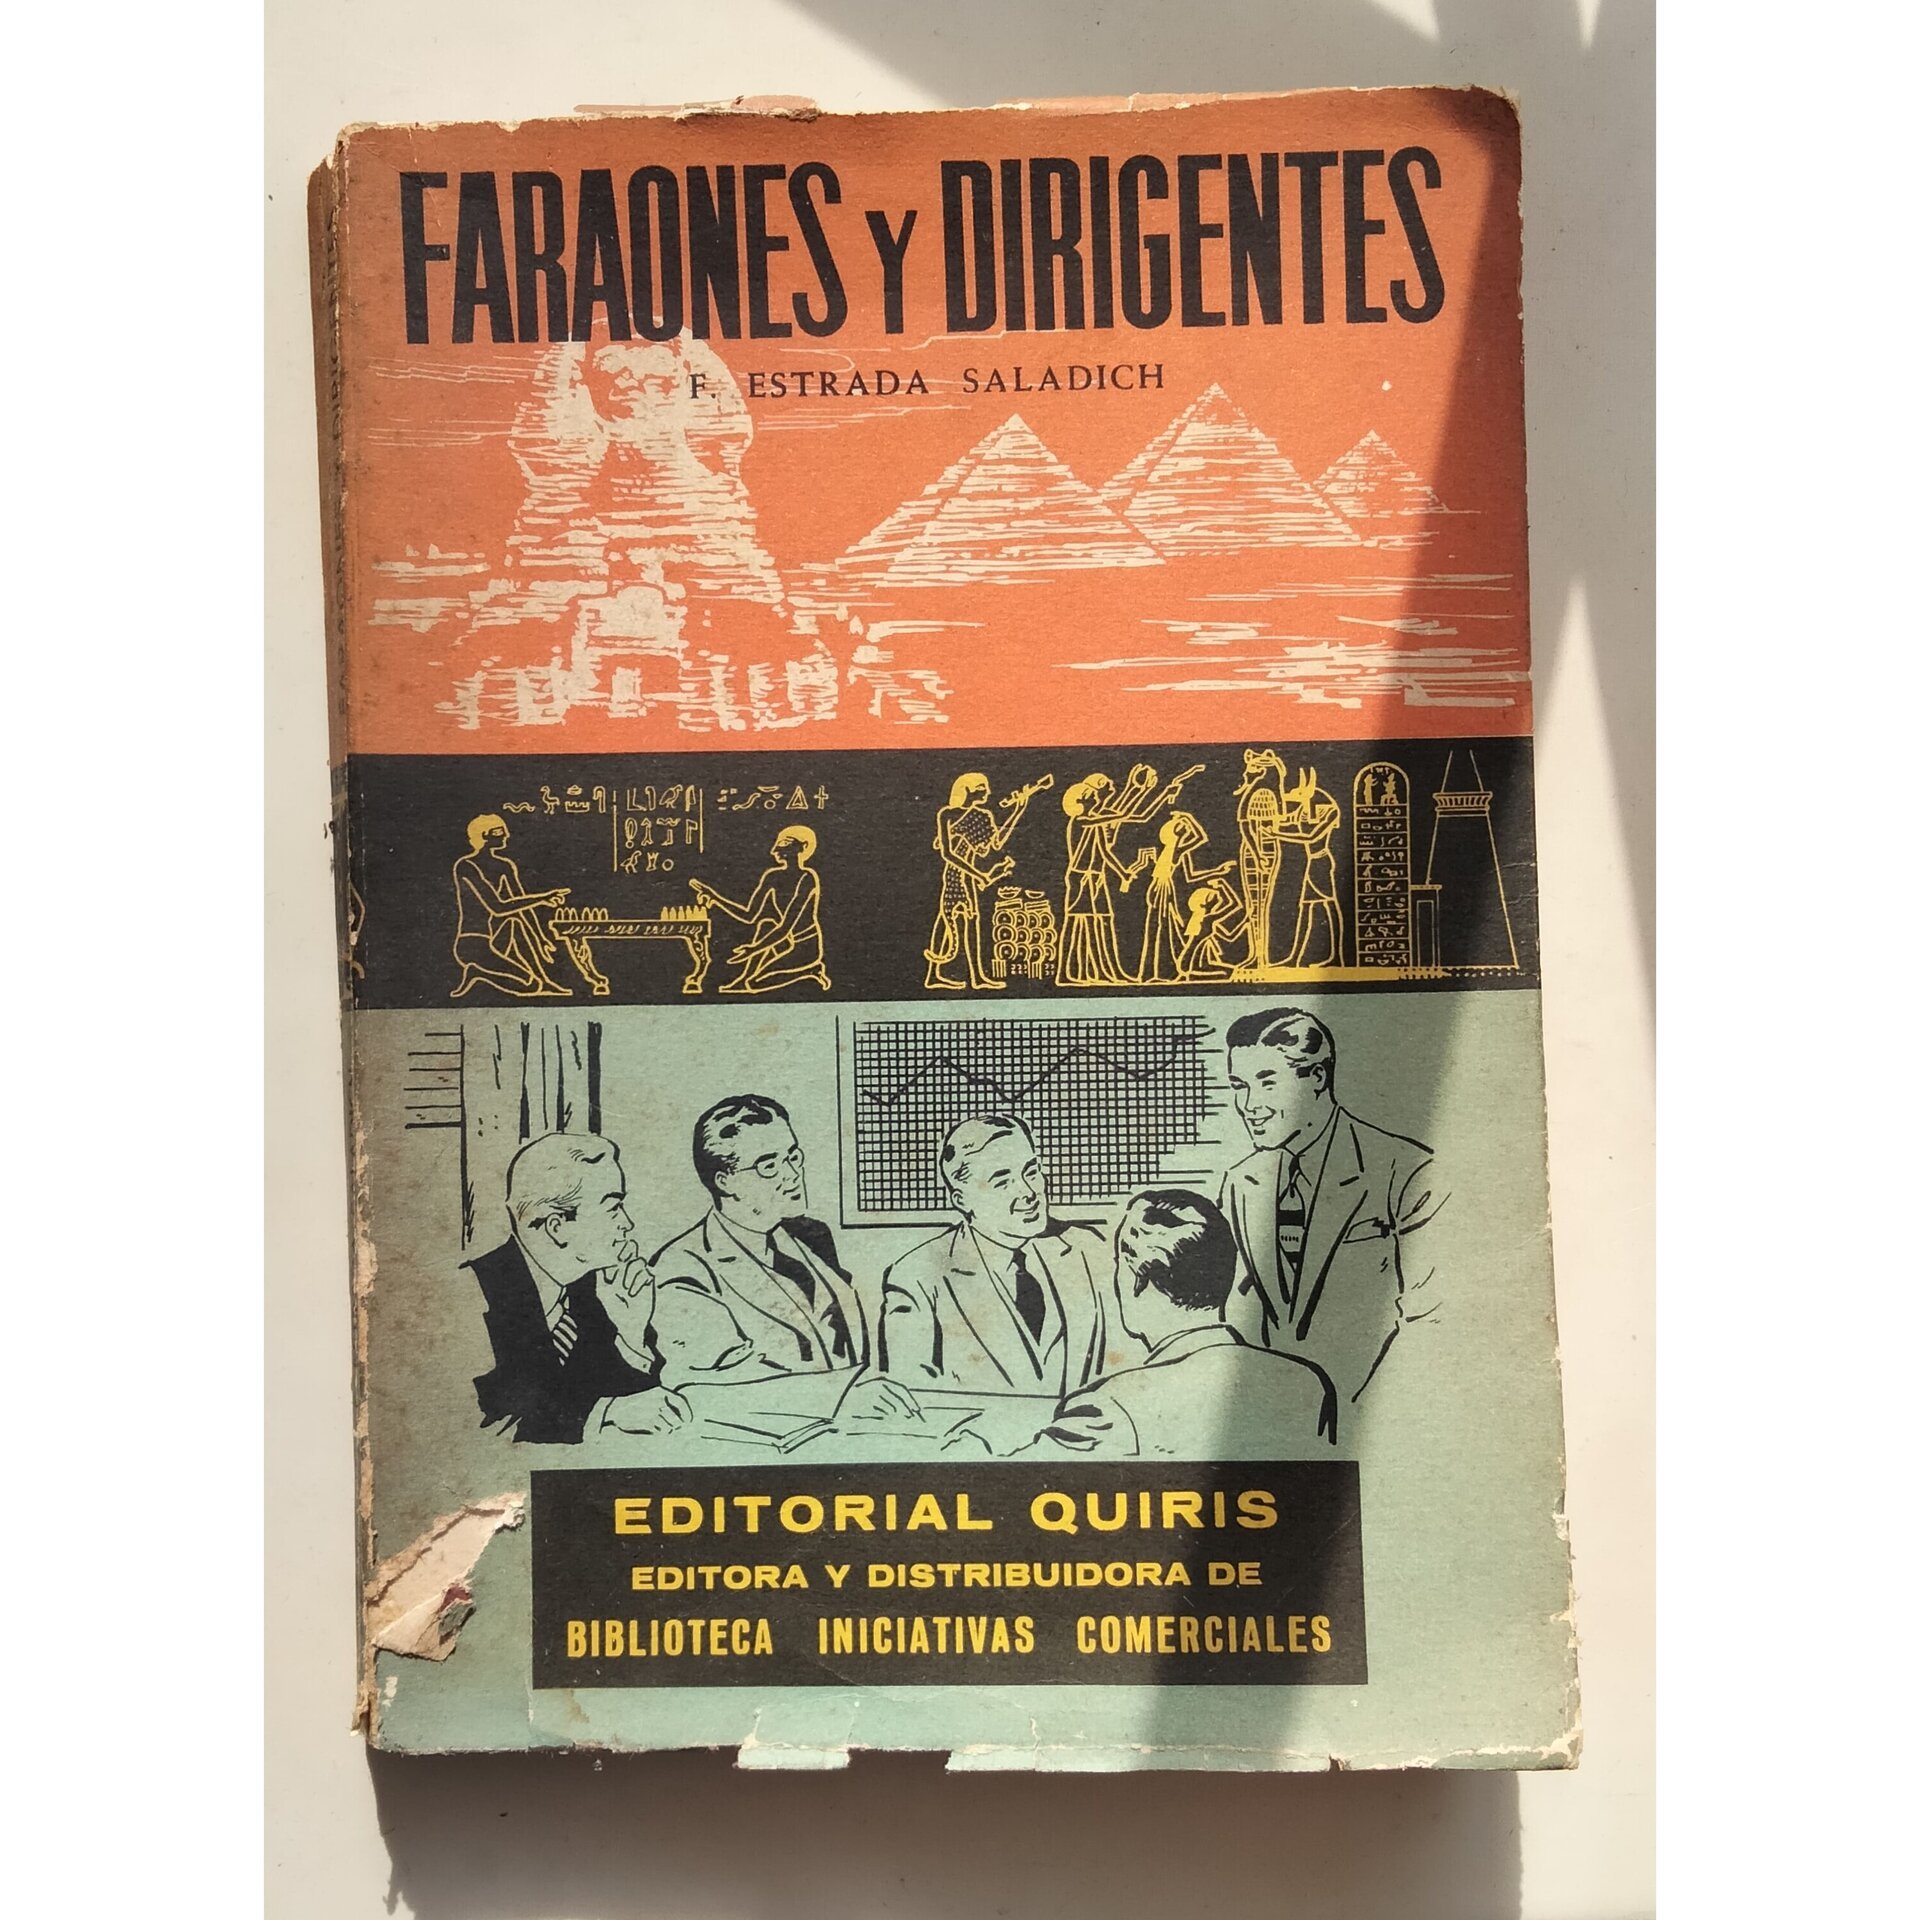 FARAONES Y DIRIGENTES
F. ESTRADA SALADICH
EDITORIAL QUIRIS
EDITORA Y DISTRIBUIDORA DE
BIBLIOTECA INICIATIVAS COMERCIALES